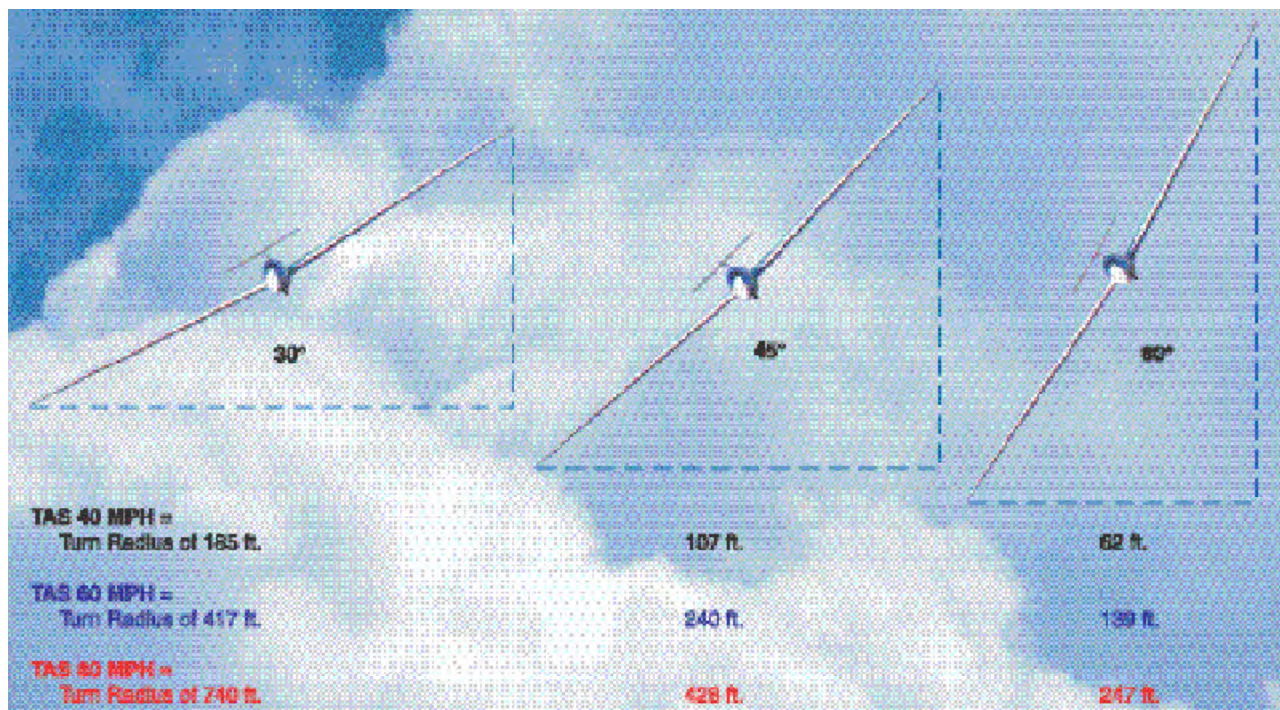 30° 45° 60°
TAS 40 MPH =
Turn Radius of 185 ft. 107 ft. 62 ft.
TAS 60 MPH =
Turn Radius of 417 ft. 240 ft. 139 ft.
TAS 80 MPH =
Turn Radius of 740 ft. 428 ft. 247 ft.